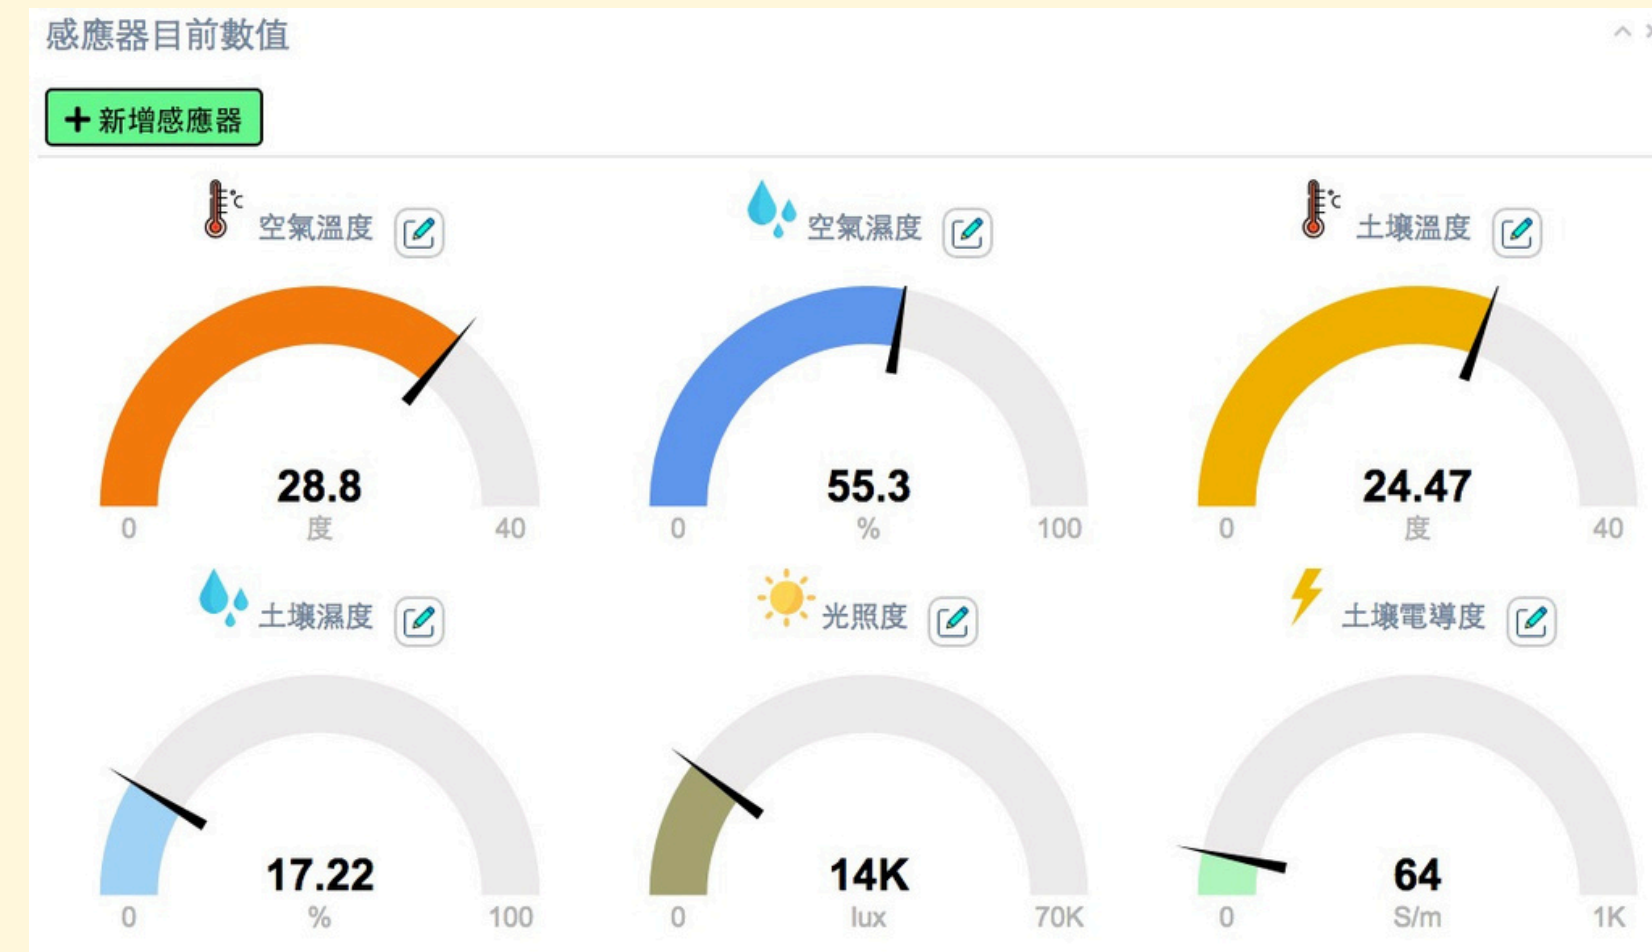 感應器目前數值
+ 新增感應器
°C 空氣溫度
空氣濕度
°C 土壤溫度
28.8
0 度 40
55.3
0 % 100
24.47
0 度 40
土壤濕度
光照度
土壤電導度
17.22
0 % 100
14K
0 lux 70K
64
0 S/m 1K